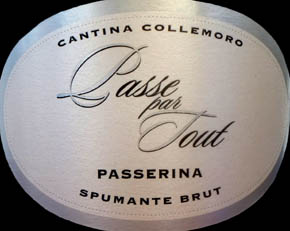 CANTINA COLLEMORO
Passe
par
Tout
PASSERINA
SPUMANTE BRUT